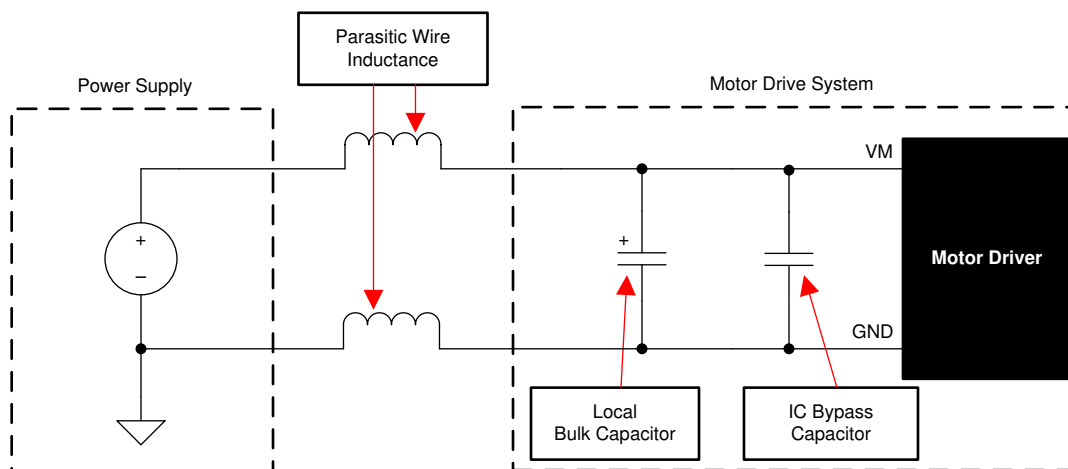 Parasitic Wire
Inductance
Power Supply
Motor Drive System
VM
+
+
−
Motor Driver
GND
Local
Bulk Capacitor
IC Bypass
Capacitor